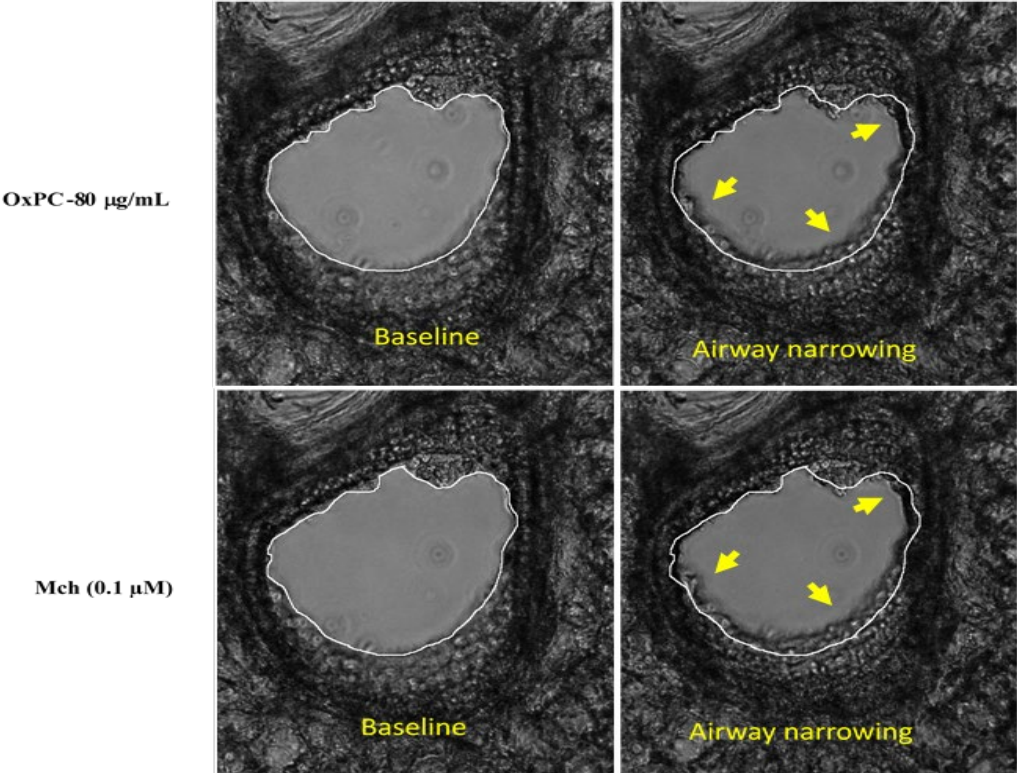 OxPC-80 µg/mL
Baseline
Airway narrowing
Mch (0.1 µM)
Baseline
Airway narrowing